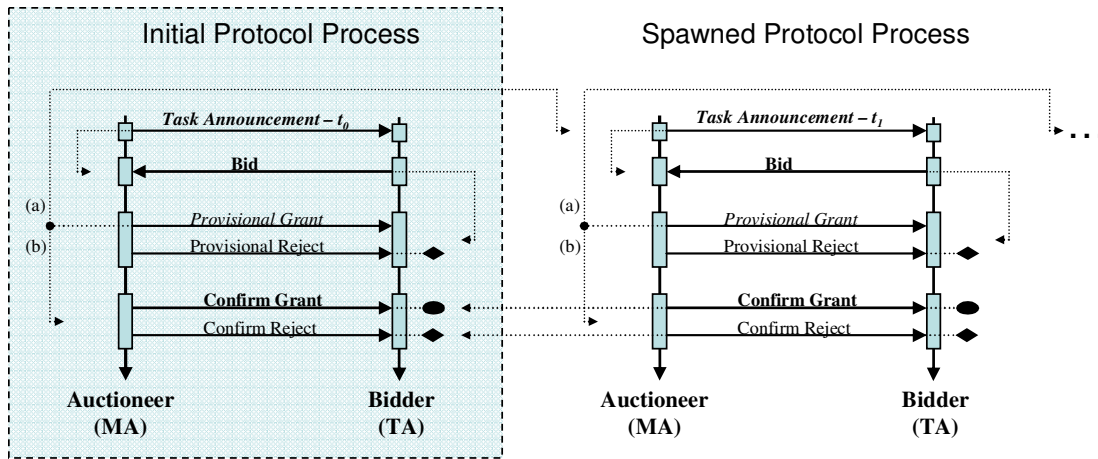 Initial Protocol Process
Spawned Protocol Process
Task Announcement – t0
Bid
(a)
Provisional Grant
(b)
Provisional Reject
Confirm Grant
Confirm Reject
Auctioneer
(MA)
Bidder
(TA)
Task Announcement – t1
. .
Bid
(a)
Provisional Grant
(b)
Provisional Reject
Confirm Grant
Confirm Reject
Auctioneer
(MA)
Bidder
(TA)